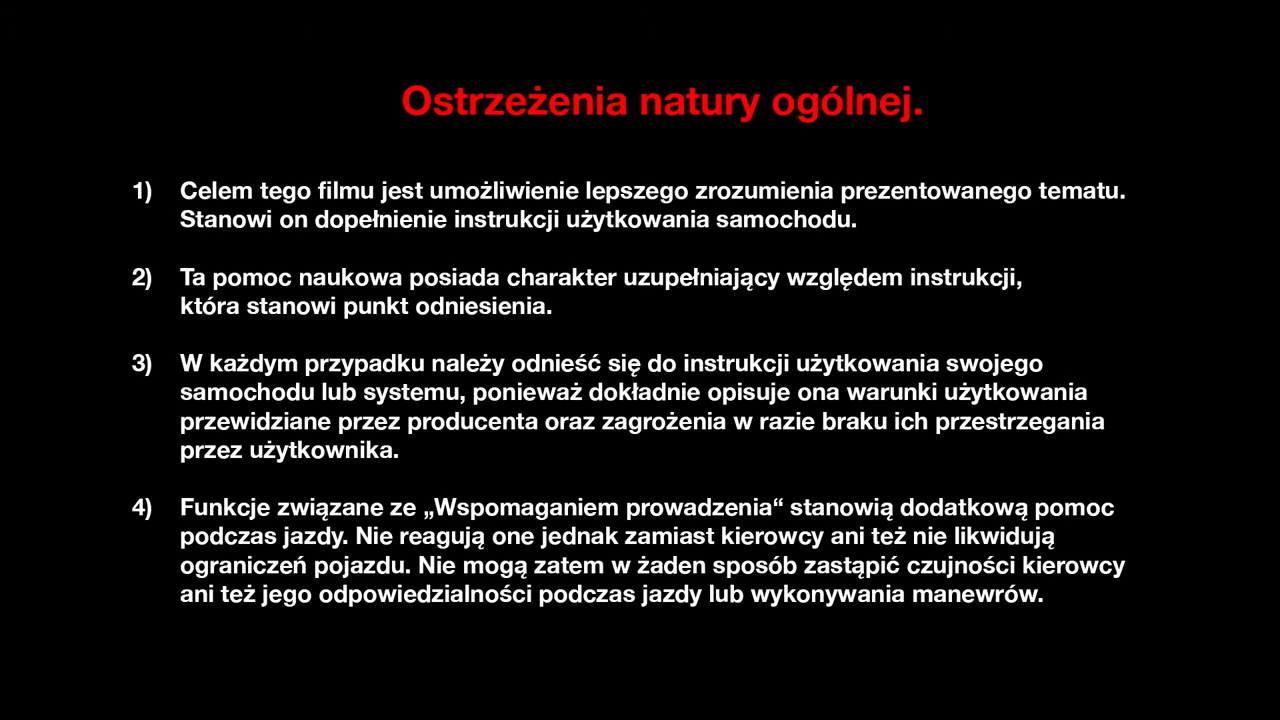 Ostrzeżenia natury ogólnej.
1) Celem tego filmu jest umożliwienie lepszego zrozumienia prezentowanego tematu.
Stanowi on dopełnienie instrukcji użytkowania samochodu.
2) Ta pomoc naukowa posiada charakter uzupełniający względem instrukcji,
która stanowi punkt odniesienia.
3) W każdym przypadku należy odnieść się do instrukcji użytkowania swojego
samochodu lub systemu, ponieważ dokładnie opisuje ona warunki użytkowania
przewidziane przez producenta oraz zagrożenia w razie braku ich przestrzegania
przez użytkownika.
4) Funkcje związane ze „Wspomaganiem prowadzenia“ stanowią dodatkową pomoc
podczas jazdy. Nie reagują one jednak zamiast kierowcy ani też nie likwidują
ograniczeń pojazdu. Nie mogą zatem w żaden sposób zastąpić czujności kierowcy
ani też jego odpowiedzialności podczas jazdy lub wykonywania manewrów.